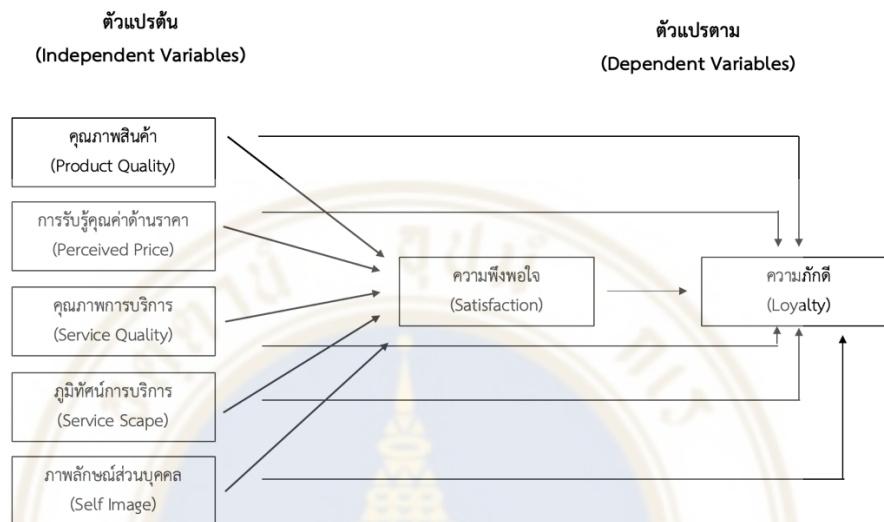 ตัวแปรต้น
(Independent Variables)
ตัวแปรตาม
(Dependent Variables)
คุณภาพสินค้า
(Product Quality)
การรับรู้คุณค่าด้านราคา
(Perceived Price)
คุณภาพการบริการ
(Service Quality)
ภูมิทัศน์การบริการ
(Service Scape)
ภาพลักษณ์ส่วนบุคคล
(Self Image)
ความพึงพอใจ
(Satisfaction)
ความภักดี
(Loyalty)